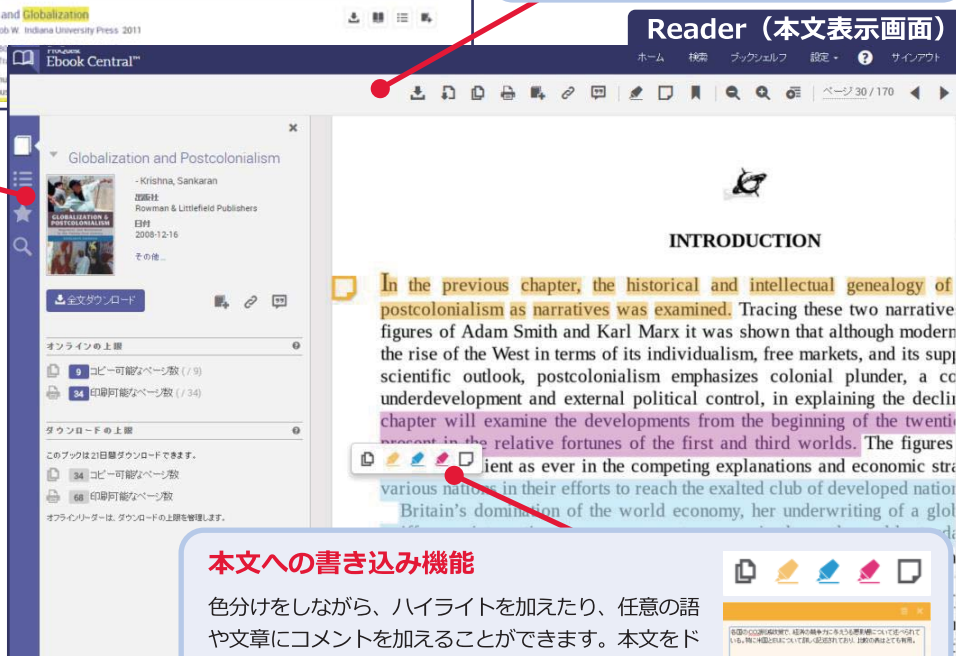 and Globalization
ob W. Indiana University Press 2011
Reader（本文表示画面）
ProQuest
Ebook Central™
ホーム 検索 ブックシェルフ 設定 ? サインアウト
ページ 30 / 170
Globalization and Postcolonialism
- Krishna, Sankaran
出版社
Rowman & Littlefield Publishers
日付
2008-12-16
その他...
GLOBALIZATION &
POSTCOLONIALISM
全文ダウンロード
オンラインの上限
9 コピー可能なページ数 ( / 9)
34 印刷可能なページ数 ( / 34)
ダウンロードの上限
このブックは21日間ダウンロードできます。
34 コピー可能なページ数
68 印刷可能なページ数
オフラインリーダーは、ダウンロードの上限を管理します。
INTRODUCTION
In the previous chapter, the historical and intellectual genealogy of
postcolonialism as narratives was examined. Tracing these two narrative
figures of Adam Smith and Karl Marx it was shown that although modern
the rise of the West in terms of its individualism, free markets, and its supp
scientific outlook, postcolonialism emphasizes colonial plunder, a co
underdevelopment and external political control, in explaining the declin
chapter will examine the developments from the beginning of the twentie
present in the relative fortunes of the first and third worlds. The figures
ient as ever in the competing explanations and economic stra
various nations in their efforts to reach the exalted club of developed nation
Britain's domination of the world economy, her underwriting of a glob
本文への書き込み機能
色分けをしながら、ハイライトを加えたり、任意の語
や文章にコメントを加えることができます。本文をド